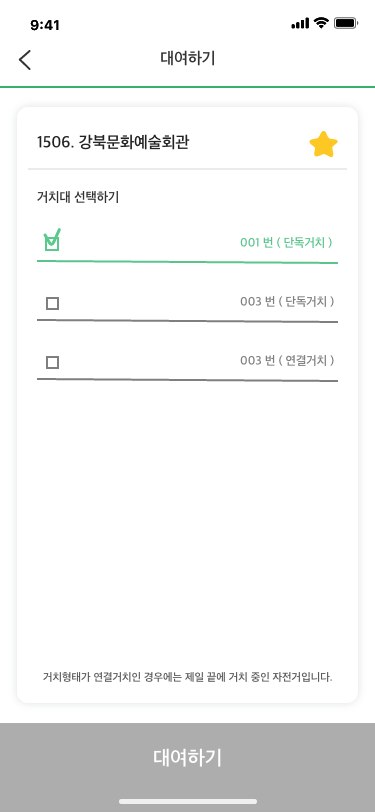 9:41
대여하기
1506. 강북문화예술회관
거치대 선택하기
001 번 ( 단독거치 )
003 번 ( 단독거치 )
003 번 ( 연결거치 )
거치형태가 연결거치인 경우에는 제일 끝에 거치 중인 자전거입니다.
대여하기